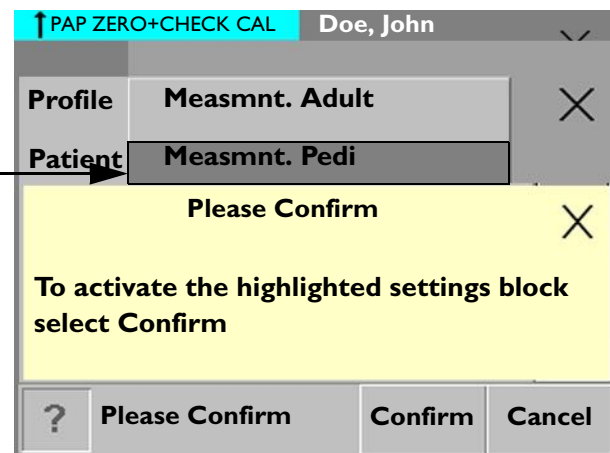 ↑PAP ZERO+CHECK CAL Doe, John
Profile Measmnt. Adult
Patient Measmnt. Pedi
Please Confirm
To activate the highlighted settings block
select Confirm
? Please Confirm Confirm Cancel